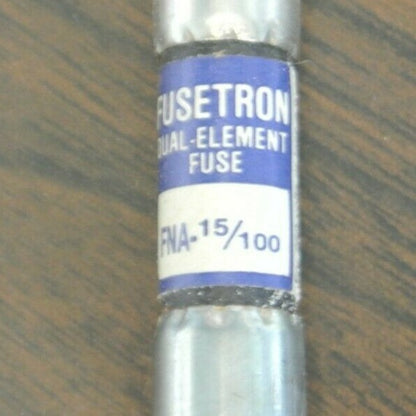 FUSETRON
DUAL-ELEMENT
FUSE
FNA-15/100